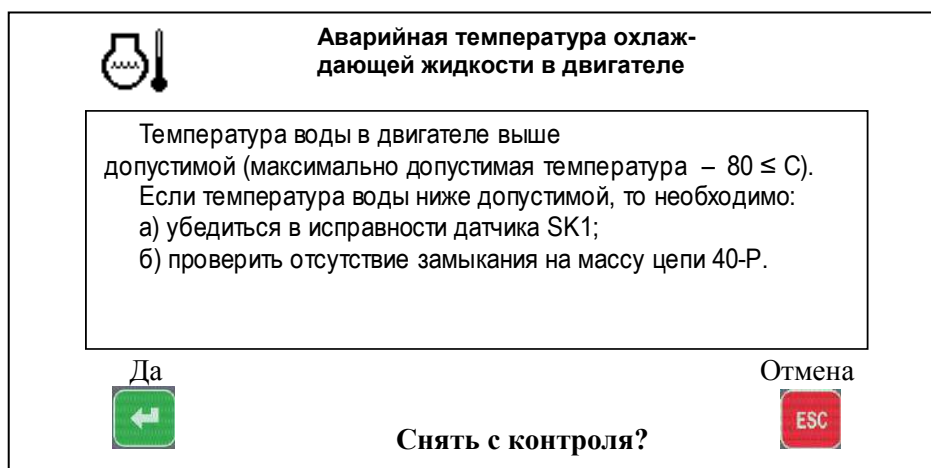 Аварийная температура охлаж-
дающей жидкости в двигателе
Температура воды в двигателе выше
допустимой (максимально допустимая температура – 80 ≤ С).
Если температура воды ниже допустимой, то необходимо:
а) убедиться в исправности датчика SK1;
б) проверить отсутствие замыкания на массу цепи 40-Р.
Да
Отмена
ESC
Снять с контроля?